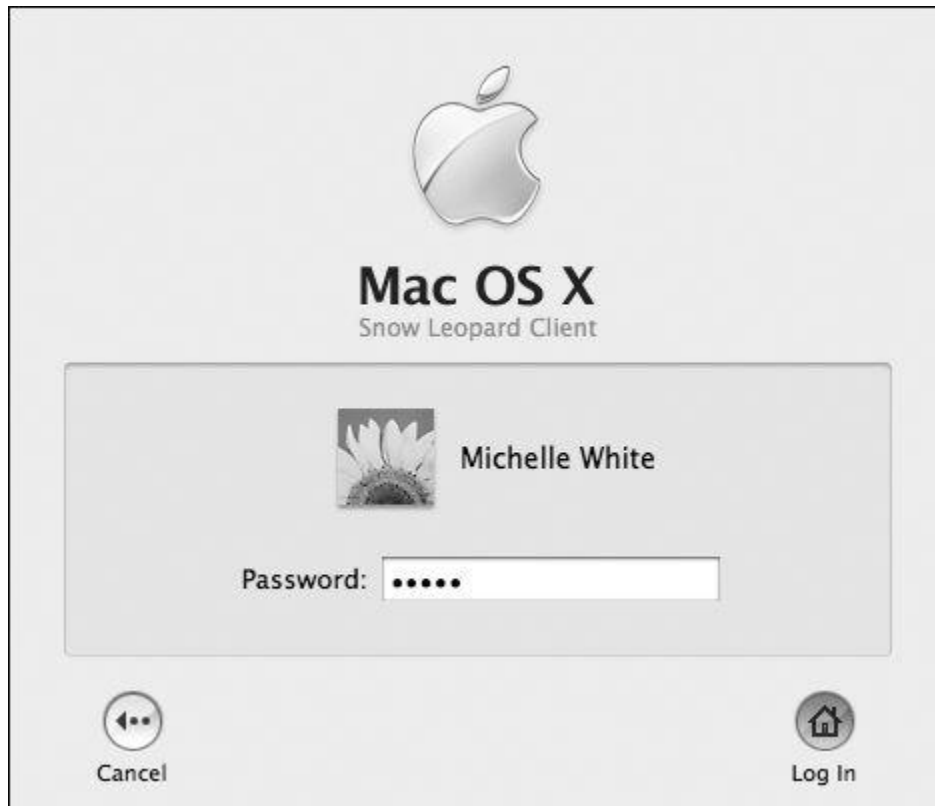 Mac OS X
Snow Leopard Client
Michelle White
Password: •••••
Cancel
Log In